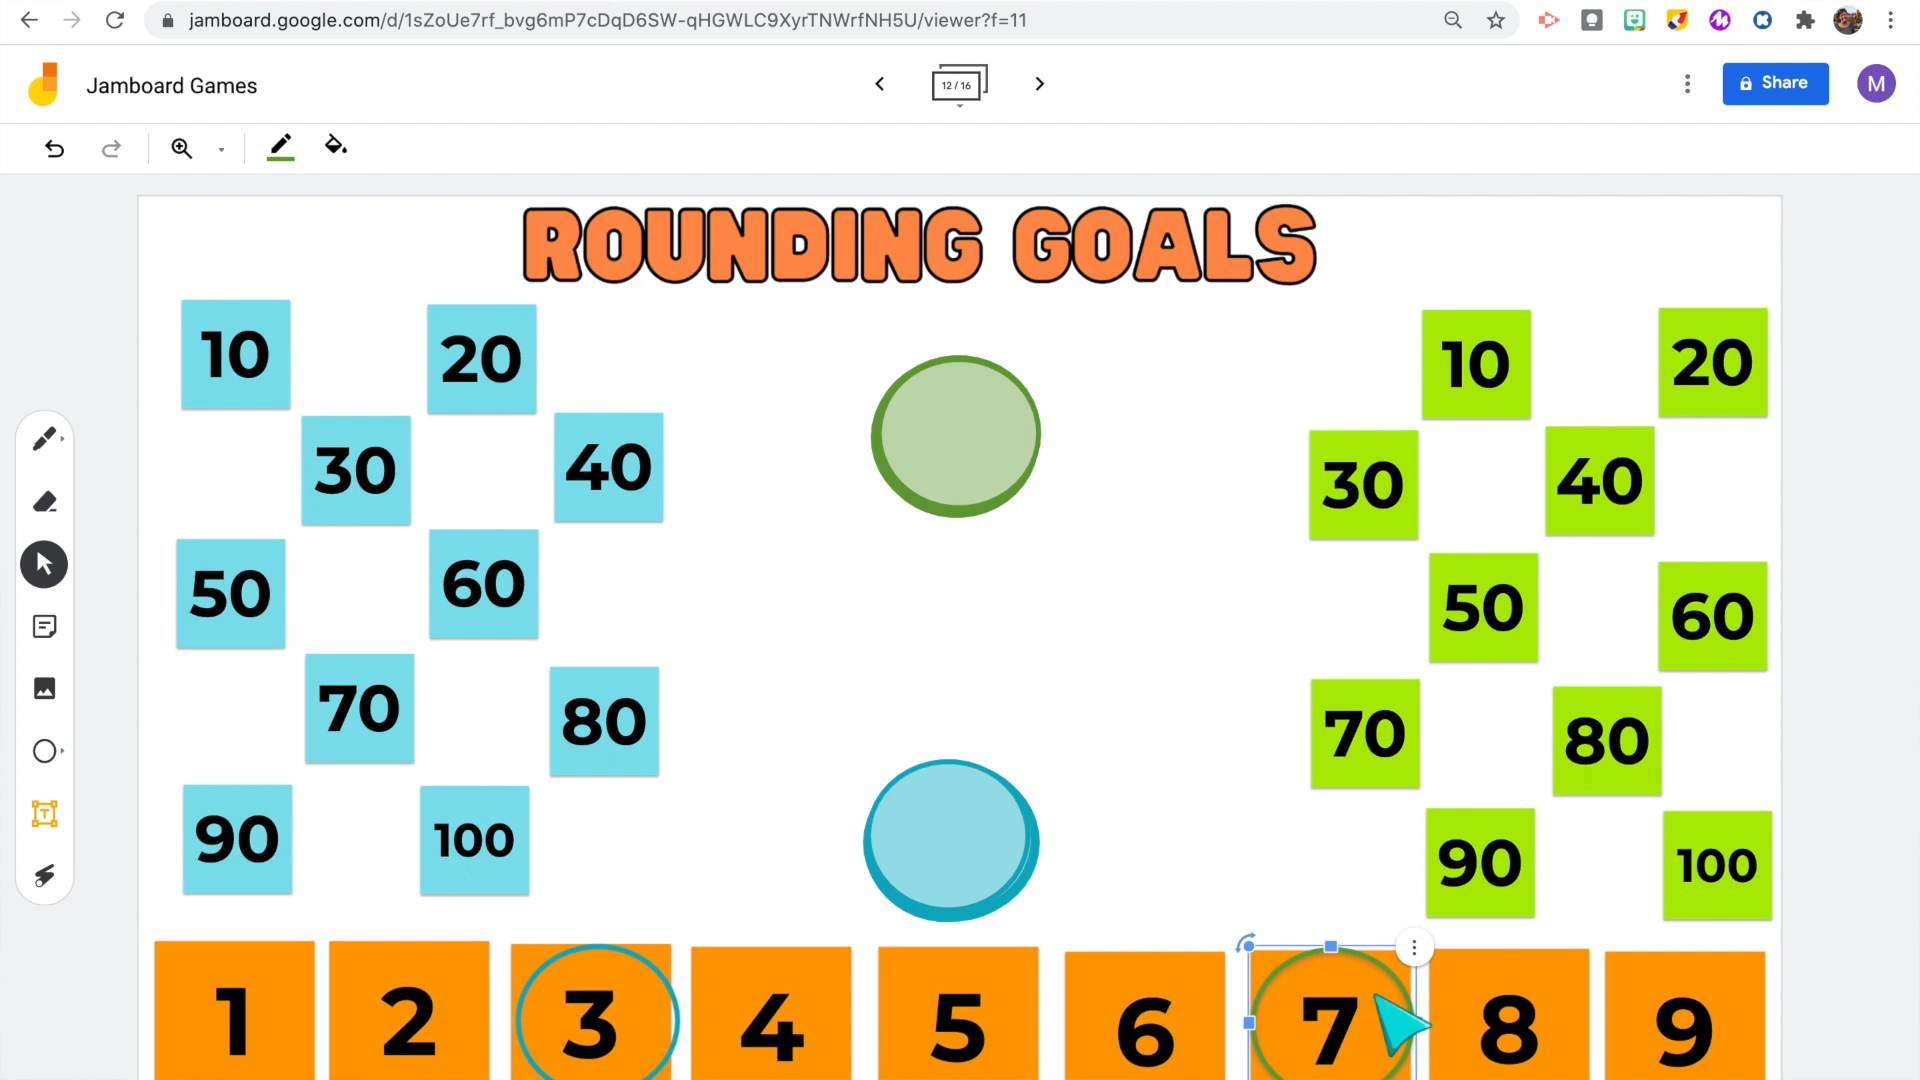 jamboard.google.com/d/1sZoUe7rf_bvg6mP7cDqD6SW-qHGWLC9XyrTNWrfNH5U/viewer?f=11
Jamboard Games
12 / 16
Share
M
ROUNDING GOALS
10
20
30
40
50
60
70
80
90
100
10
20
30
40
50
60
70
80
90
100
1 2 3 4 5 6 7 8 9